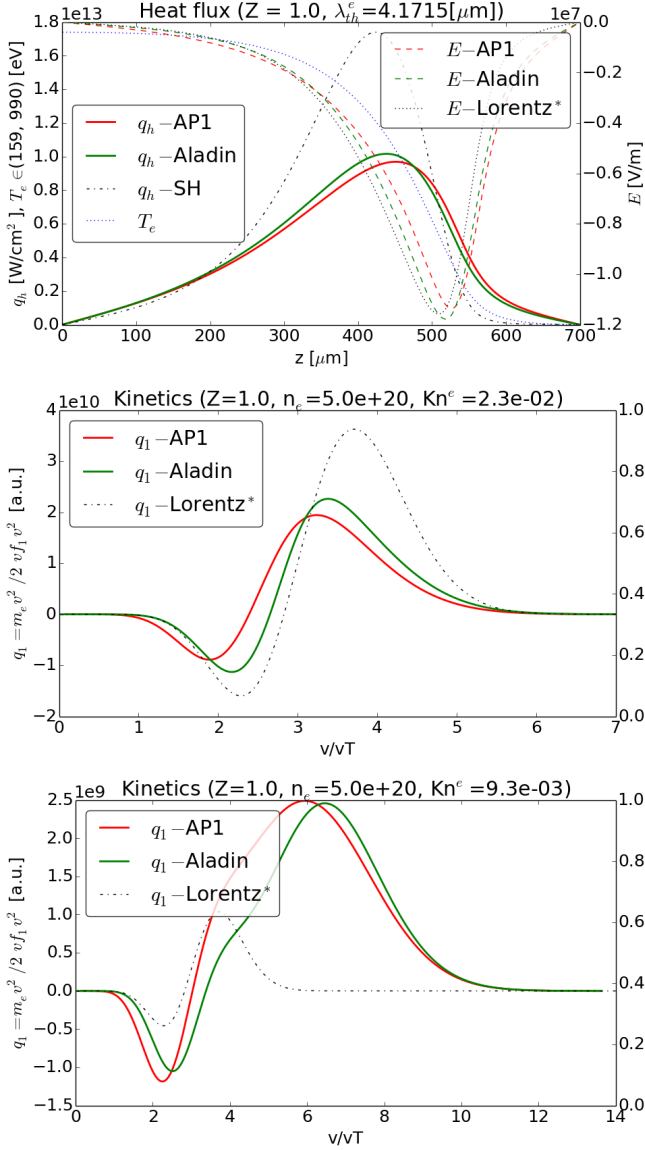 Heat flux (Z = 1.0, λ_th^e=4.1715[μm])
1e13
1e7
1.8
1.6
1.4
1.2
1.0
0.8
0.6
0.4
0.2
0.0
q_h [W/cm²], T_e∈(159, 990) [eV]
q_h−AP1
q_h−Aladin
q_h−SH
T_e
E−AP1
E−Aladin
E−Lorentz*
0.0
−0.2
−0.4
−0.6
−0.8
−1.0
−1.2
E [V/m]
0 100 200 300 400 500 600 700
z [μm]
Kinetics (Z=1.0, n_e=5.0e+20, Kn^e=2.3e-02)
1e10
4
3
2
1
0
−1
−2
q_1=m_e v²/2 v f_1 v² [a.u.]
q_1−AP1
q_1−Aladin
q_1−Lorentz*
1.0
0.8
0.6
0.4
0.2
0.0
0 1 2 3 4 5 6 7
v/vT
Kinetics (Z=1.0, n_e=5.0e+20, Kn^e=9.3e-03)
1e9
2.5
2.0
1.5
1.0
0.5
0.0
−0.5
−1.0
−1.5
q_1=m_e v²/2 v f_1 v² [a.u.]
q_1−AP1
q_1−Aladin
q_1−Lorentz*
1.0
0.8
0.6
0.4
0.2
0.0
0 2 4 6 8 10 12 14
v/vT